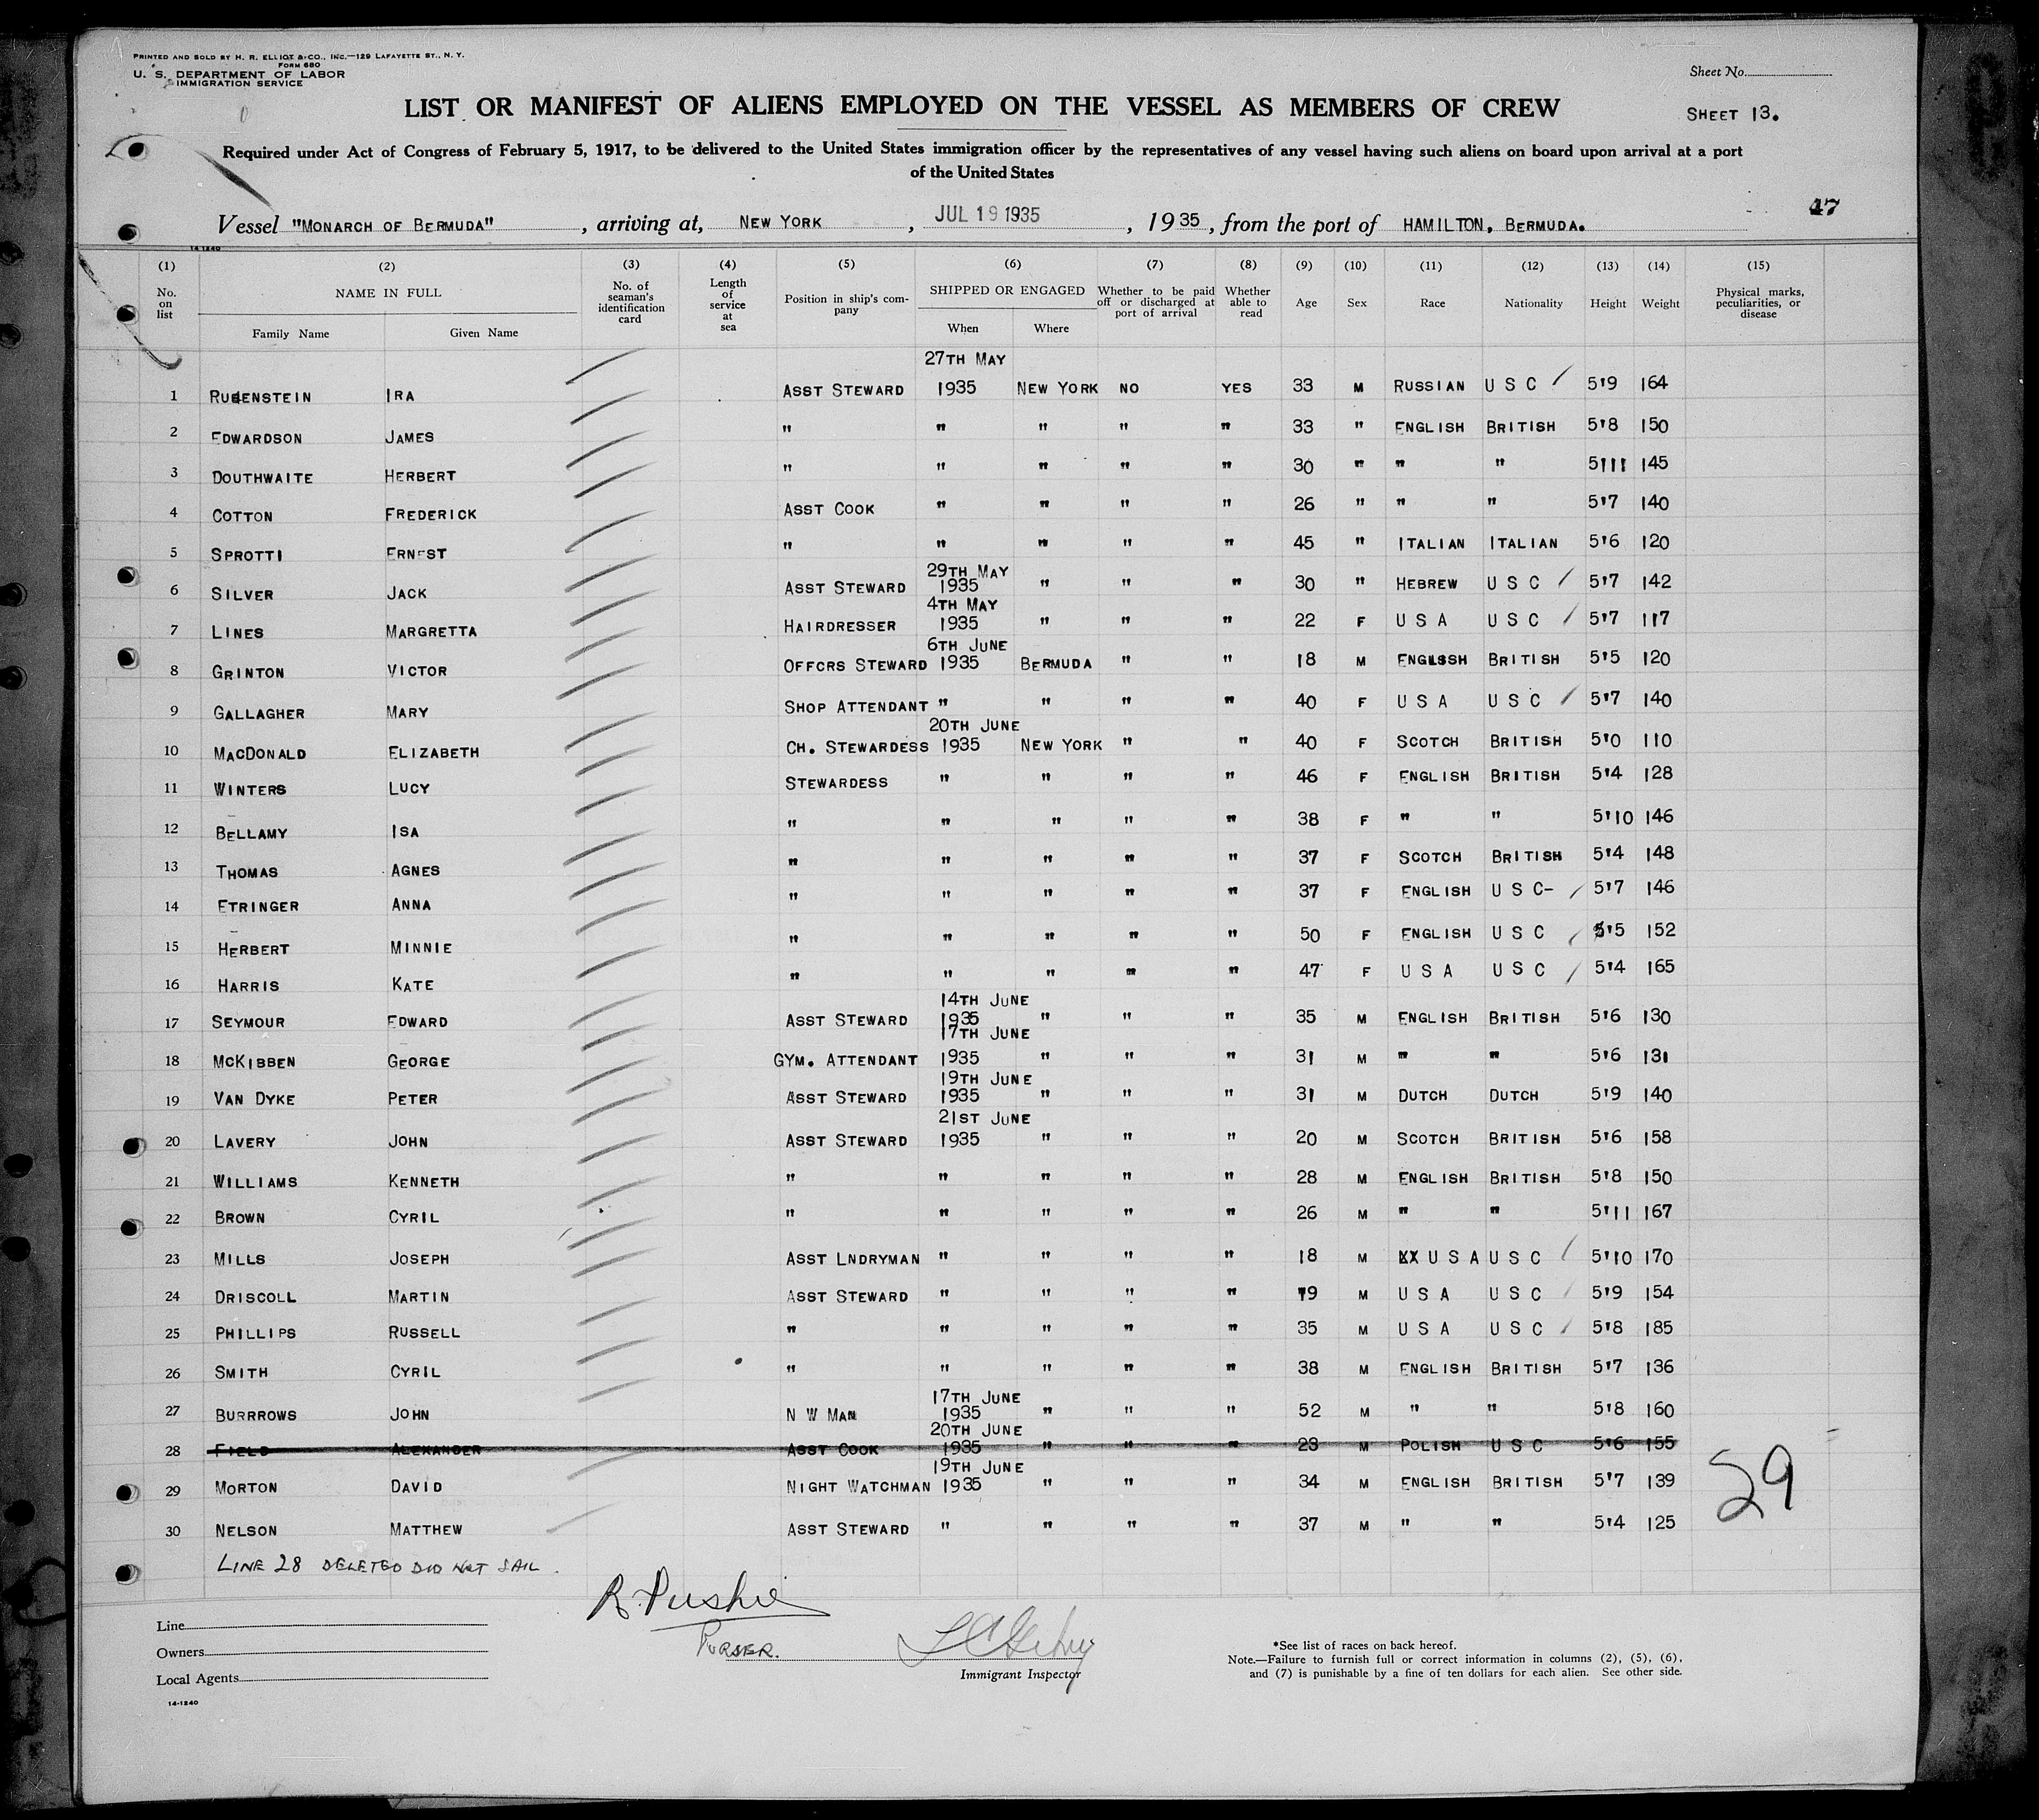 PRINTED AND SOLD BY H. R. ELLIOT & CO., INC.—129 LAFAYETTE ST., N. Y.
FORM 680
U. S. DEPARTMENT OF LABOR
IMMIGRATION SERVICE
Sheet No.
LIST OR MANIFEST OF ALIENS EMPLOYED ON THE VESSEL AS MEMBERS OF CREW
SHEET 13.
Required under Act of Congress of February 5, 1917, to be delivered to the United States immigration officer by the representatives of any vessel having such aliens on board upon arrival at a port
of the United States
47
Vessel "MONARCH OF BERMUDA", arriving at, NEW YORK, JUL 19 1935, 1935, from the port of HAMILTON, BERMUDA.
14-1240
(1) (2) (3) (4) (5) (6) (7) (8) (9) (10) (11) (12) (13) (14) (15)
No. on list NAME IN FULL Family Name Given Name No. of seaman's identification card Length of service at sea Position in ship's company SHIPPED OR ENGAGED When Where Whether to be paid off or discharged at port of arrival Whether able to read Age Sex Race Nationality Height Weight Physical marks, peculiarities, or disease
27TH MAY
1 RUBENSTEIN IRA ASST STEWARD 1935 NEW YORK NO YES 33 M RUSSIAN U S C 5'9 164
2 EDWARDSON JAMES " " " " " 33 " ENGLISH BRITISH 5'8 150
3 DOUTHWAITE HERBERT " " " " " 30 " " " 5'11 145
4 COTTON FREDERICK ASST COOK " " " " 26 " " " 5'7 140
5 SPROTTI ERNEST " " " " " 45 " ITALIAN ITALIAN 5'6 120
29TH MAY
6 SILVER JACK ASST STEWARD 1935 " " " 30 " HEBREW U S C 5'7 142
4TH MAY
7 LINES MARGRETTA HAIRDRESSER 1935 " " " 22 F U S A U S C 5'7 117
6TH JUNE
8 GRINTON VICTOR OFFCRS STEWARD 1935 BERMUDA " " 18 M ENGLSSH BRITISH 5'5 120
9 GALLAGHER MARY SHOP ATTENDANT " " " " 40 F U S A U S C 5'7 140
20TH JUNE
10 MACDONALD ELIZABETH CH. STEWARDESS 1935 NEW YORK " " 40 F SCOTCH BRITISH 5'0 110
11 WINTERS LUCY STEWARDESS " " " " 46 F ENGLISH BRITISH 5'4 128
12 BELLAMY ISA " " " " " 38 F " " 5'10 146
13 THOMAS AGNES " " " " " 37 F SCOTCH BRITISH 5'4 148
14 ETRINGER ANNA " " " " " 37 F ENGLISH U S C- 5'7 146
15 HERBERT MINNIE " " " " " 50 F ENGLISH U S C 5'5 152
16 HARRIS KATE " " " " " 47 F U S A U S C 5'4 165
14TH JUNE
17 SEYMOUR EDWARD ASST STEWARD 1935 " " " 35 M ENGLISH BRITISH 5'6 130
17TH JUNE
18 MCKIBBEN GEORGE GYM. ATTENDANT 1935 " " " 31 M " " 5'6 131
19TH JUNE
19 VAN DYKE PETER ASST STEWARD 1935 " " " 31 M DUTCH DUTCH 5'9 140
21ST JUNE
20 LAVERY JOHN ASST STEWARD 1935 " " " 20 M SCOTCH BRITISH 5'6 158
21 WILLIAMS KENNETH " " " " " 28 M ENGLISH BRITISH 5'8 150
22 BROWN CYRIL " " " " " 26 M " " 5'11 167
23 MILLS JOSEPH ASST LNDRYMAN " " " " 18 M U S A U S C 5'10 170
24 DRISCOLL MARTIN ASST STEWARD " " " " 19 M U S A U S C 5'9 154
25 PHILLIPS RUSSELL " " " " " 35 M U S A U S C 5'8 185
26 SMITH CYRIL " " " " " 38 M ENGLISH BRITISH 5'7 136
17TH JUNE
27 BURRROWS JOHN N W MAN 1935 " " " 52 M " " 5'8 160
20TH JUNE
28 FIELD ALEXANDER ASST COOK 1935 " " " 23 M POLISH U S C 5'6 155
19TH JUNE
29 MORTON DAVID NIGHT WATCHMAN 1935 " " " 34 M ENGLISH BRITISH 5'7 139
29
30 NELSON MATTHEW ASST STEWARD " " " " 37 M " " 5'4 125
LINE 28 DELETED DID NOT SAIL.
R. Pushie
PURSER.
Line
Owners
Local Agents
Immigrant Inspector
*See list of races on back hereof.
Note.—Failure to furnish full or correct information in columns (2), (5), (6),
and (7) is punishable by a fine of ten dollars for each alien. See other side.
14-1240